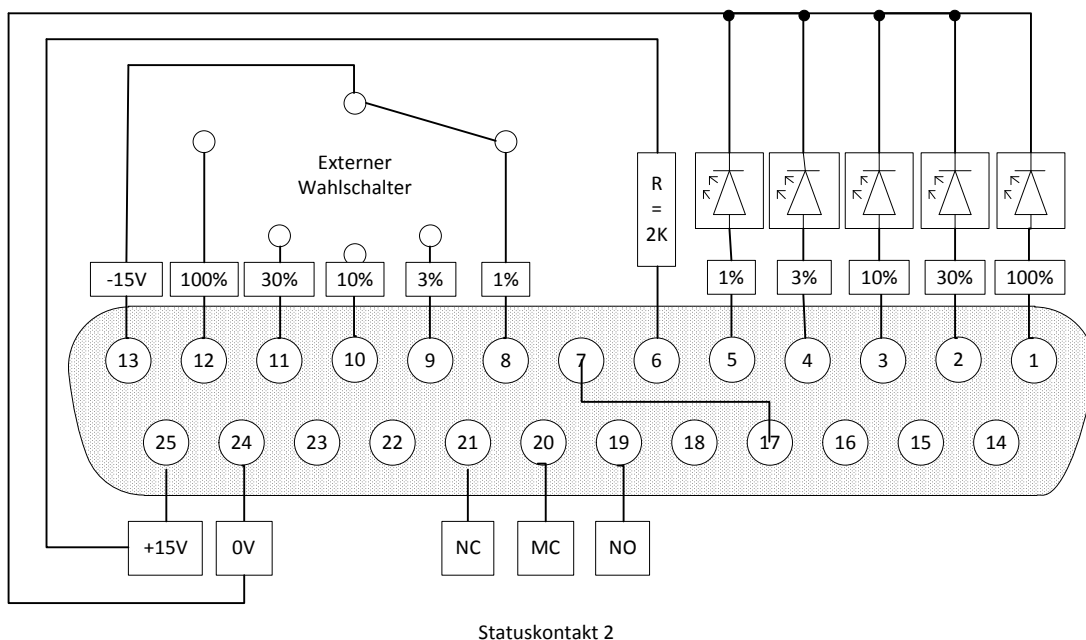 Externer
Wahlschalter
R
=
2K
-15V 100% 30% 10% 3% 1% 1% 3% 10% 30% 100%
13 12 11 10 9 8 7 6 5 4 3 2 1
25 24 23 22 21 20 19 18 17 16 15 14
+15V 0V NC MC NO
Statuskontakt 2